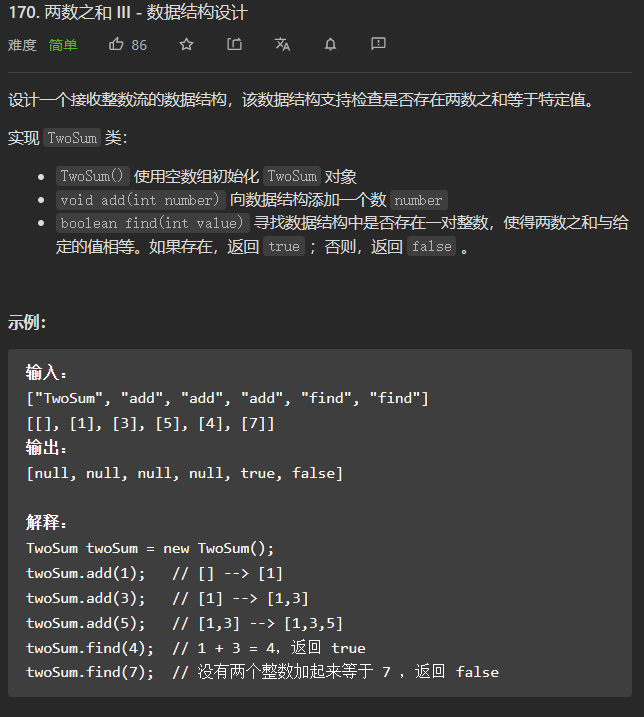 170. 两数之和 III - 数据结构设计
难度 简单 86
设计一个接收整数流的数据结构，该数据结构支持检查是否存在两数之和等于特定值。
实现 TwoSum 类：
TwoSum() 使用空数组初始化 TwoSum 对象
void add(int number) 向数据结构添加一个数 number
boolean find(int value) 寻找数据结构中是否存在一对整数，使得两数之和与给
定的值相等。如果存在，返回 true ；否则，返回 false 。
示例：
输入：
["TwoSum", "add", "add", "add", "find", "find"]
[[], [1], [3], [5], [4], [7]]
输出：
[null, null, null, null, true, false]
解释：
TwoSum twoSum = new TwoSum();
twoSum.add(1);   // [] --> [1]
twoSum.add(3);   // [1] --> [1,3]
twoSum.add(5);   // [1,3] --> [1,3,5]
twoSum.find(4);  // 1 + 3 = 4，返回 true
twoSum.find(7);  // 没有两个整数加起来等于 7 ，返回 false